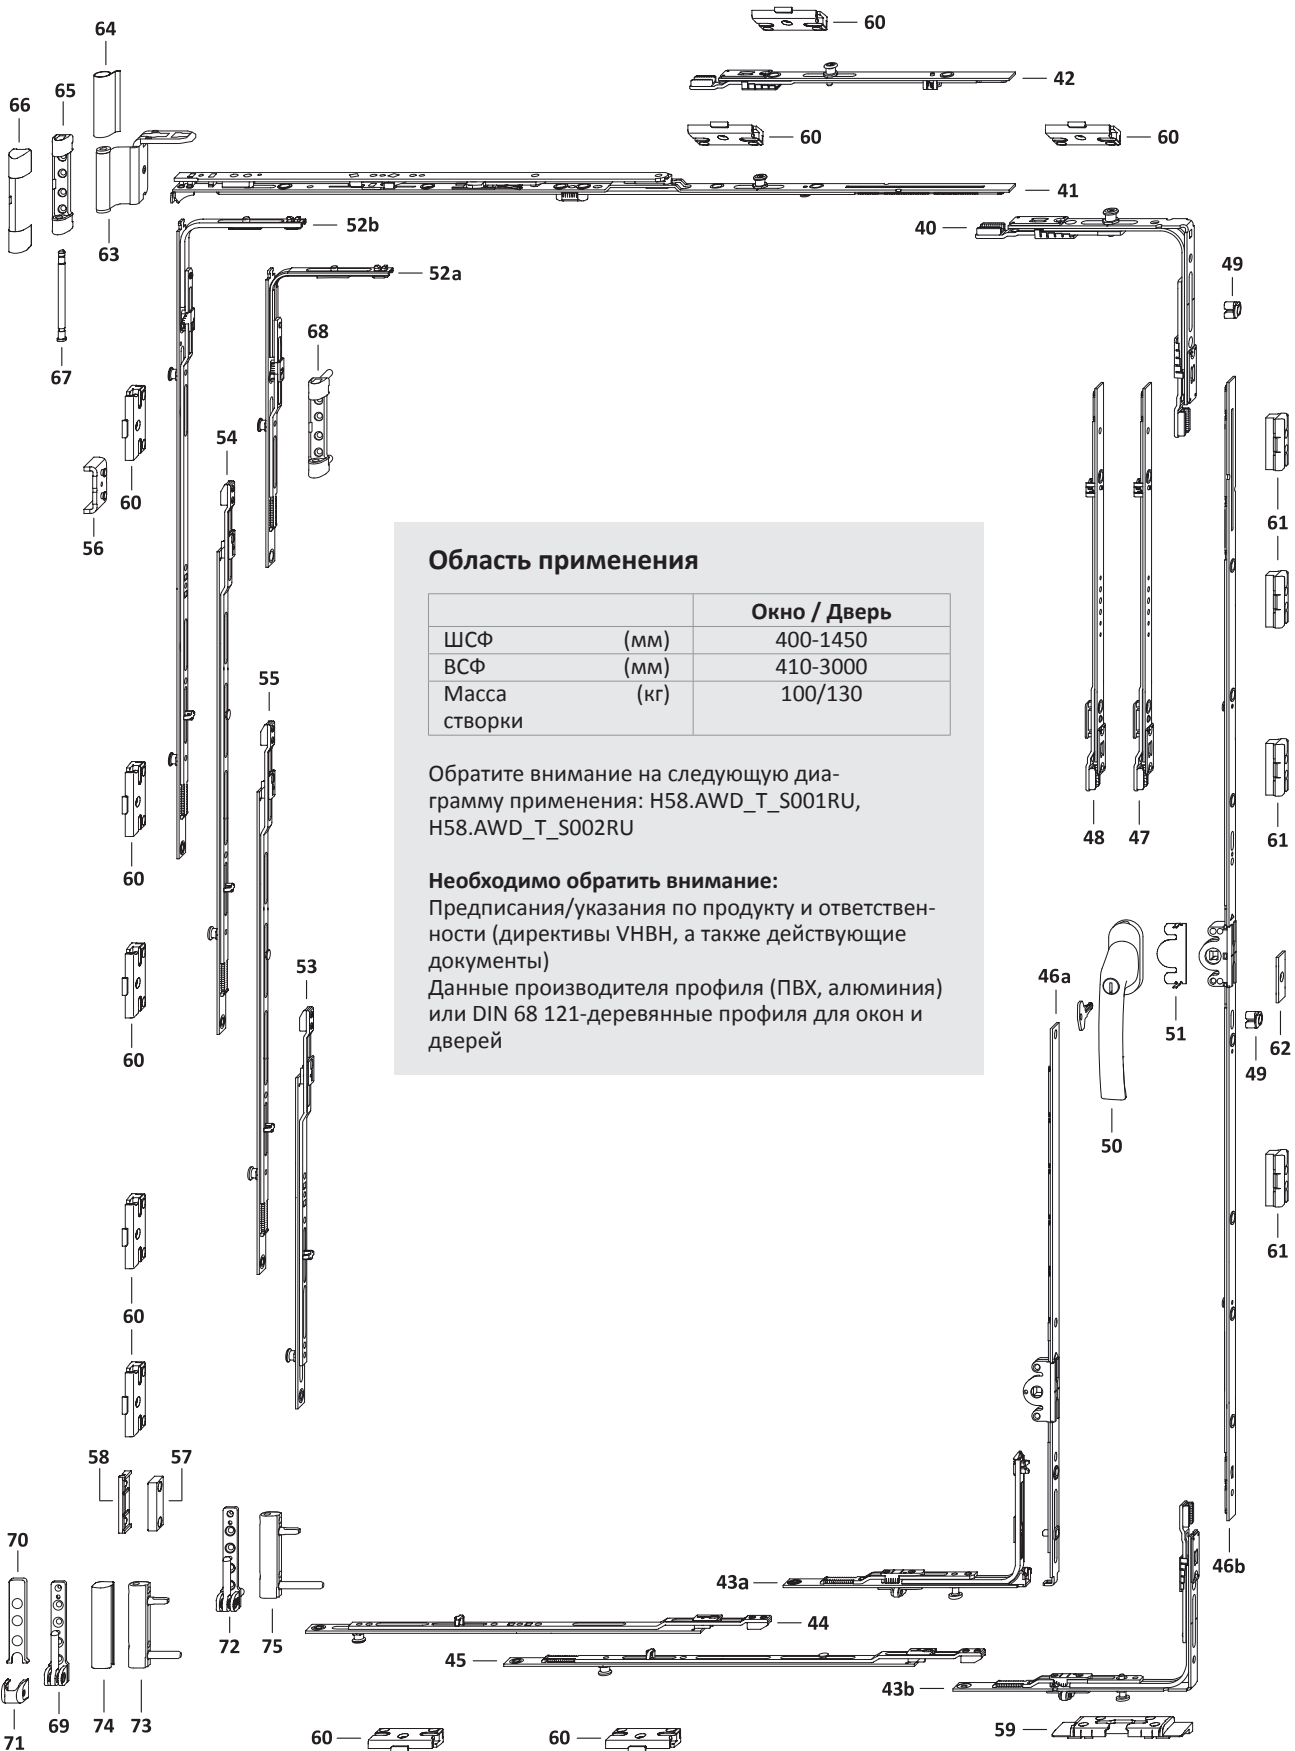 60
64
42
65
66
60
60
41
63
52b
40
52a
49
68
67
54
60
61
56
Область применения
Окно / Дверь
ШСФ (мм) 400-1450
ВСФ (мм) 410-3000
Масса (кг) 100/130
створки
55
Обратите внимание на следующую диа-
грамму применения: H58.AWD_T_S001RU,
H58.AWD_T_S002RU
48
47
61
60
Необходимо обратить внимание:
Предписания/указания по продукту и ответствен-
ности (директивы VHBH, а также действующие
документы)
Данные производителя профиля (ПВХ, алюминия)
или DIN 68 121-деревянные профиля для окон и
дверей
53
46a
51
62
60
49
50
61
60
58
57
70
46b
43a
44
72
75
45
43b
71
69
74
73
60
60
59